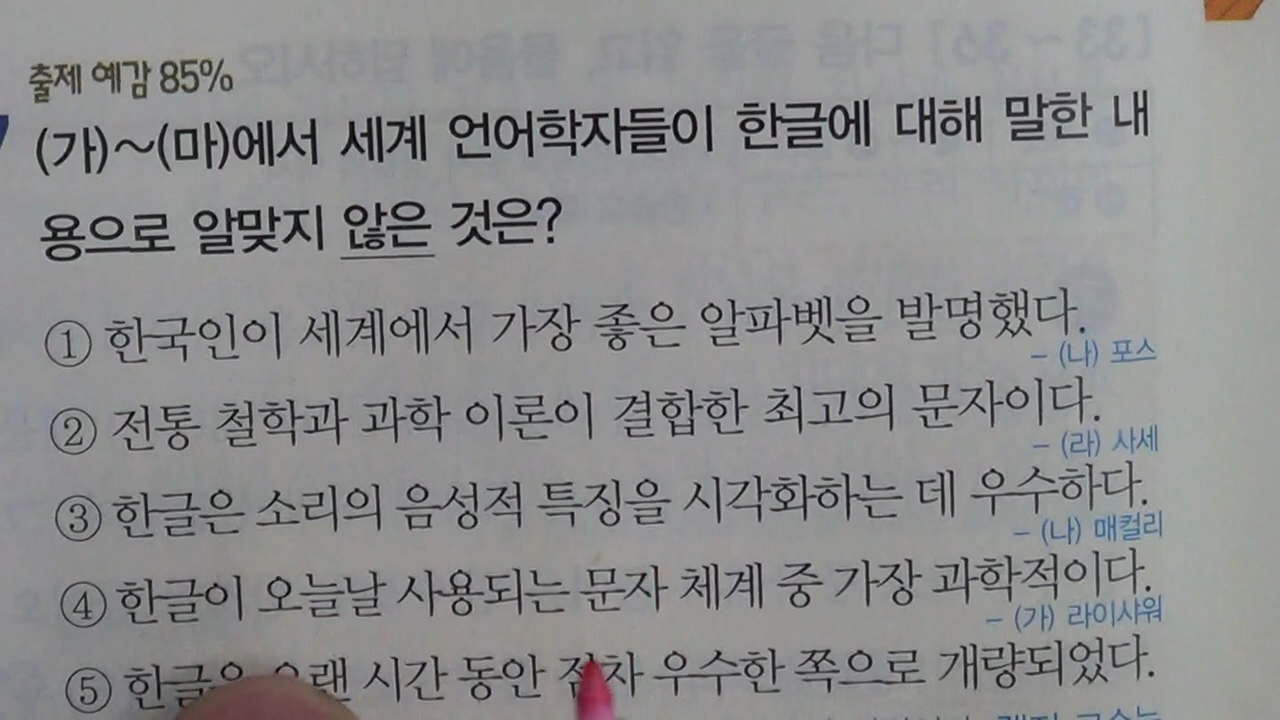 출제 예감 85%
(가)~(마)에서 세계 언어학자들이 한글에 대해 말한 내
용으로 알맞지 않은 것은?
① 한국인이 세계에서 가장 좋은 알파벳을 발명했다.
- (나) 포스
② 전통 철학과 과학 이론이 결합한 최고의 문자이다.
- (라) 사세
③ 한글은 소리의 음성적 특징을 시각화하는 데 우수하다.
- (나) 매컬리
④ 한글이 오늘날 사용되는 문자 체계 중 가장 과학적이다.
- (가) 라이샤워
⑤ 시간 동안 점차 우수한 쪽으로 개량되었다.